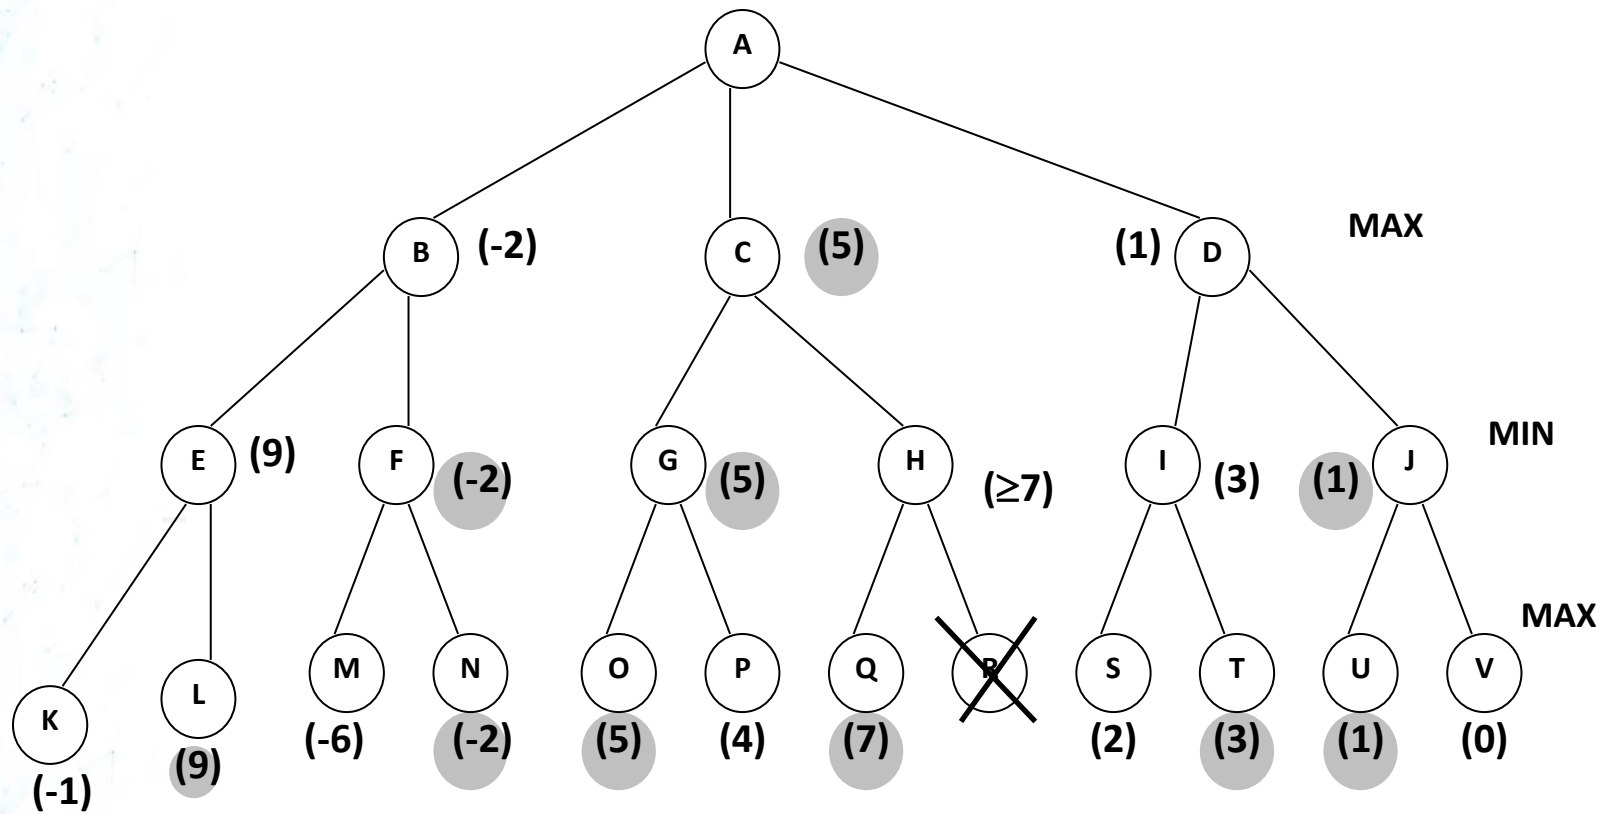 A
B (-2) C (5) (1) D MAX
E (9) F (-2) G (5) H (≥7) I (3) (1) J MIN
MAX
K L M N O P Q R S T U V
(-1) (9) (-6) (-2) (5) (4) (7) (2) (3) (1) (0)